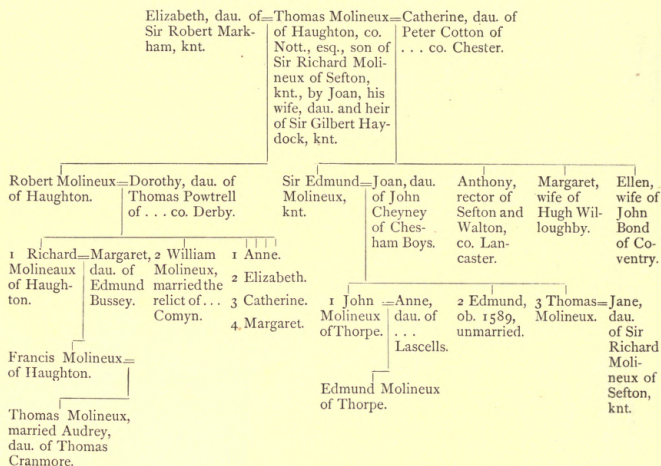 Elizabeth, dau. of
Sir Robert Mark-
ham, knt.
=Thomas Molineux=
of Haughton, co.
Nott., esq., son of
Sir Richard Moli-
neux of Sefton,
knt., by Joan, his
wife, dau. and heir
of Sir Gilbert Hay-
dock, knt.
Catherine, dau. of
Peter Cotton of
. . . co. Chester.
Robert Molineux=
of Haughton.
Dorothy, dau. of
Thomas Powtrell
of . . . co. Derby.
Sir Edmund=
Molineux,
knt.
Joan, dau.
of John
Cheyney
of Ches-
ham Boys.
Anthony,
rector of
Sefton and
Walton,
co. Lan-
caster.
Margaret,
wife of
Hugh Wil-
loughby.
Ellen,
wife of
John
Bond
of Co-
ventry.
1 Richard=
Molineaux
of Haugh-
ton.
Margaret,
dau. of
Edmund
Bussey.
2 William
Molineux,
married the
relict of . . .
Comyn.
1 Anne.
2 Elizabeth.
3 Catherine.
4. Margaret.
1 John =
Molineux
of Thorpe.
Anne,
dau. of
. . .
Lascells.
2 Edmund,
ob. 1589,
unmarried.
3 Thomas=
Molineux.
Jane,
dau.
of Sir
Richard
Moli-
neux of
Sefton,
knt.
Francis Molineux=
of Haughton.
Edmund Molineux
of Thorpe.
Thomas Molineux,
married Audrey,
dau. of Thomas
Cranmore.